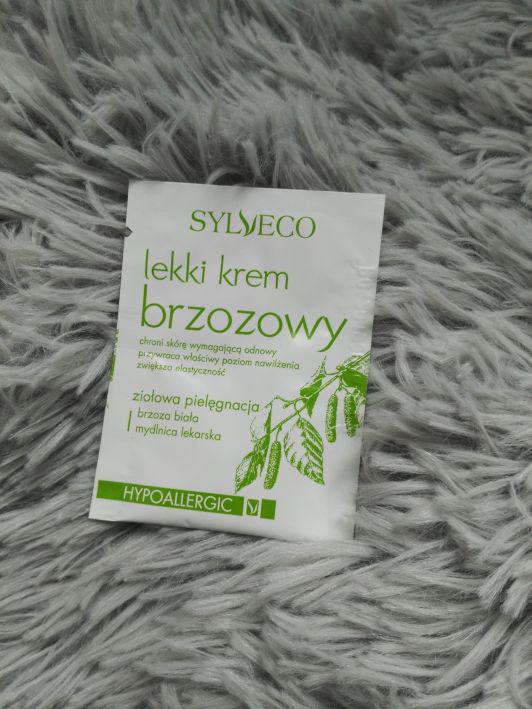 SYLVECO
lekki krem
brzozowy
chroni skórę wymagającą odnowy
przywraca właściwy poziom nawilżenia
zwiększa elastyczność
ziołowa pielęgnacja
brzoza biała
mydlnica lekarska
HYPOALLERGIC